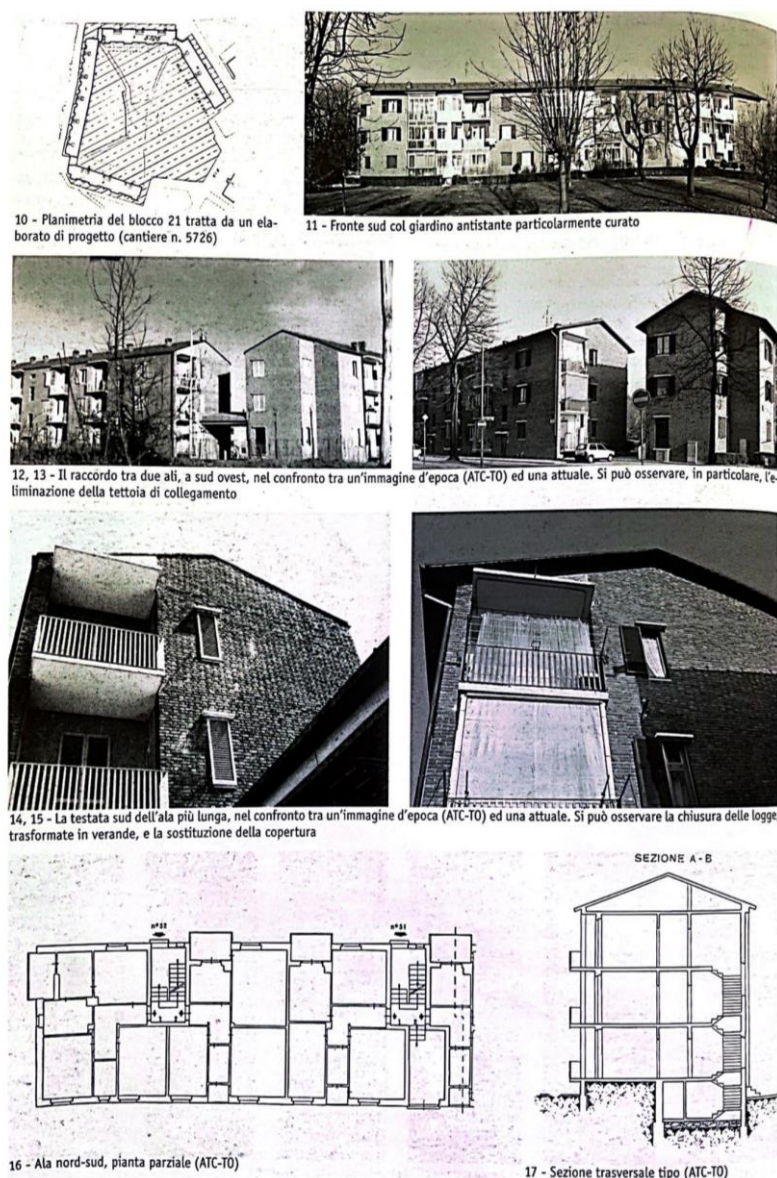 5726
10 - Planimetria del blocco 21 tratta da un ela-
borato di progetto (cantiere n. 5726)
11 - Fronte sud col giardino antistante particolarmente curato
12, 13 - Il raccordo tra due ali, a sud ovest, nel confronto tra un'immagine d'epoca (ATC-TO) ed una attuale. Si può osservare, in particolare, l'e-
liminazione della tettoia di collegamento
14, 15 - La testata sud dell'ala più lunga, nel confronto tra un'immagine d'epoca (ATC-TO) ed una attuale. Si può osservare la chiusura delle logge,
trasformate in verande, e la sostituzione della copertura
SEZIONE A-B
n° 52
n° 51
16 - Ala nord-sud, pianta parziale (ATC-TO)
17 - Sezione trasversale tipo (ATC-TO)